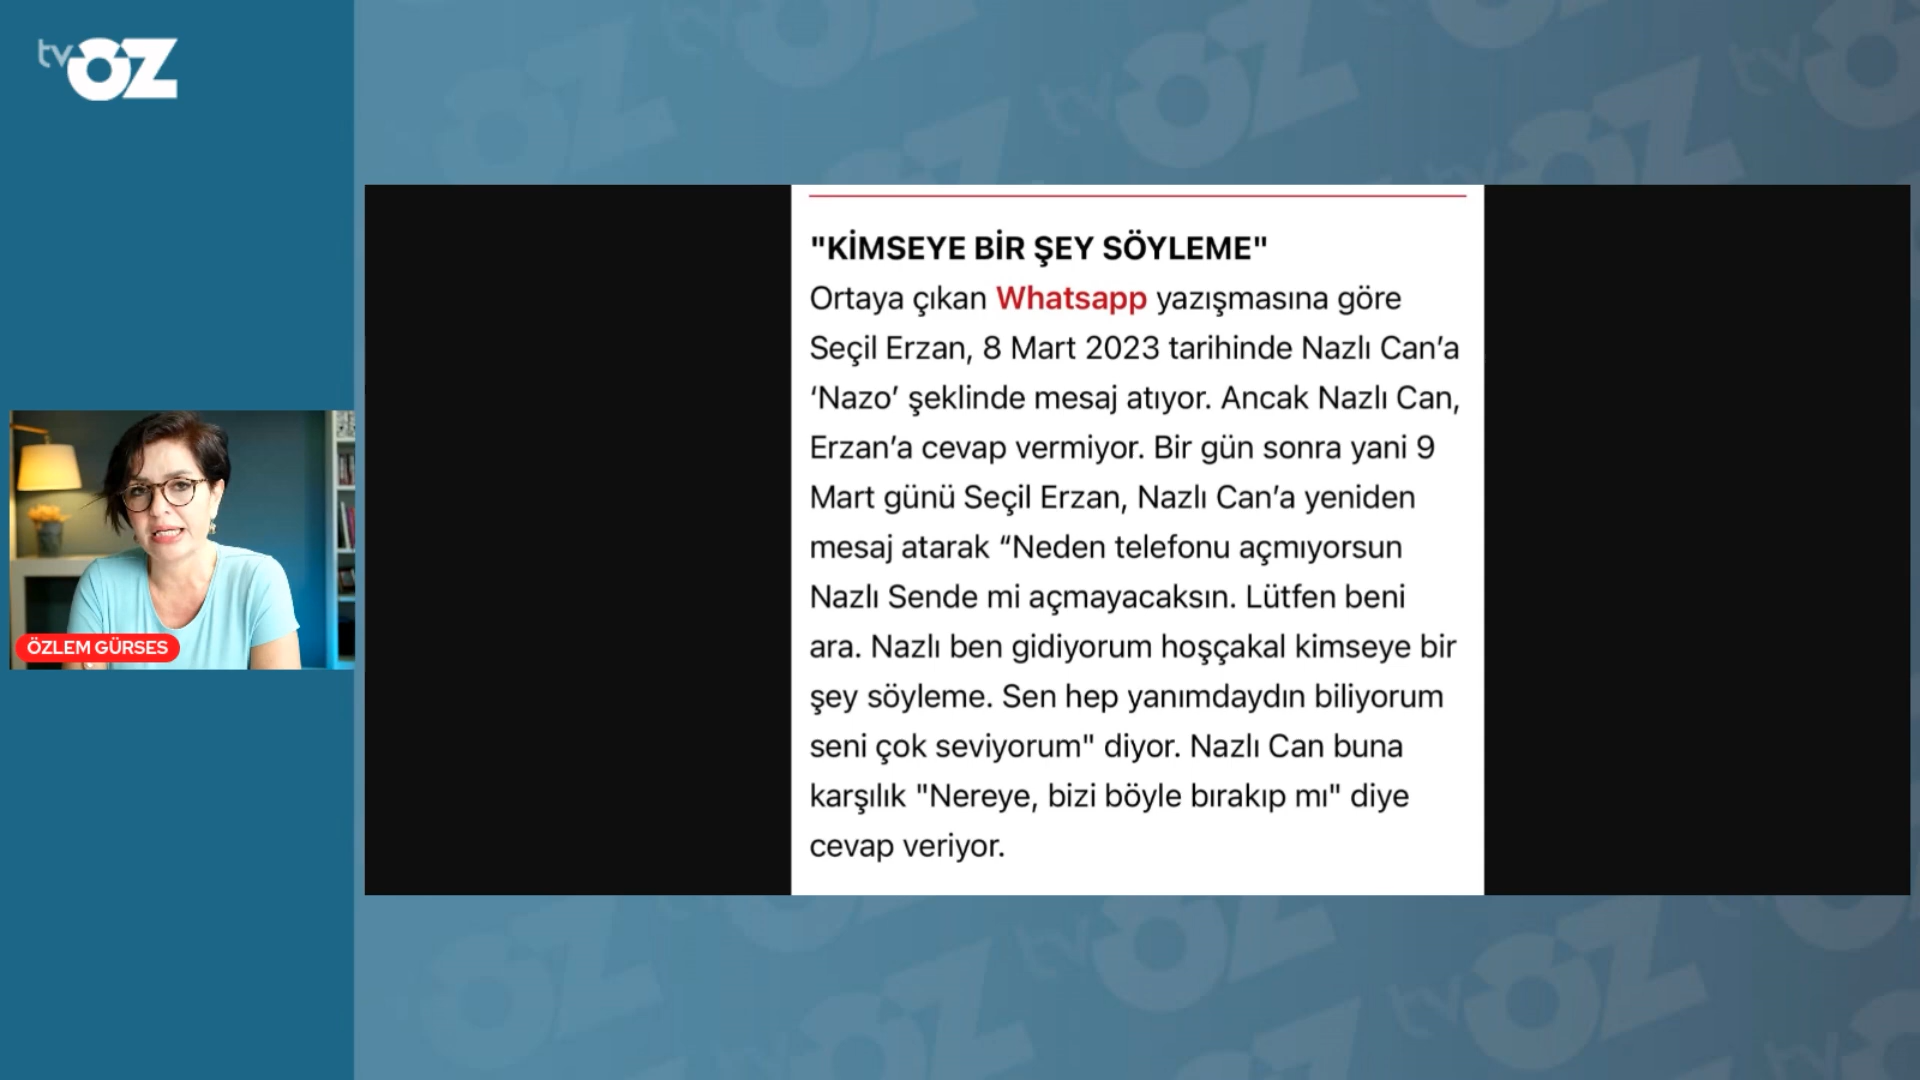 tv ÖZ
"KİMSEYE BİR ŞEY SÖYLEME"
Ortaya çıkan Whatsapp yazışmasına göre
Seçil Erzan, 8 Mart 2023 tarihinde Nazlı Can’a
‘Nazo’ şeklinde mesaj atıyor. Ancak Nazlı Can,
Erzan’a cevap vermiyor. Bir gün sonra yani 9
Mart günü Seçil Erzan, Nazlı Can’a yeniden
mesaj atarak “Neden telefonu açmıyorsun
Nazlı Sende mi açmayacaksın. Lütfen beni
ara. Nazlı ben gidiyorum hoşçakal kimseye bir
şey söyleme. Sen hep yanımdaydın biliyorum
seni çok seviyorum" diyor. Nazlı Can buna
karşılık "Nereye, bizi böyle bırakıp mı" diye
cevap veriyor.
ÖZLEM GÜRSES